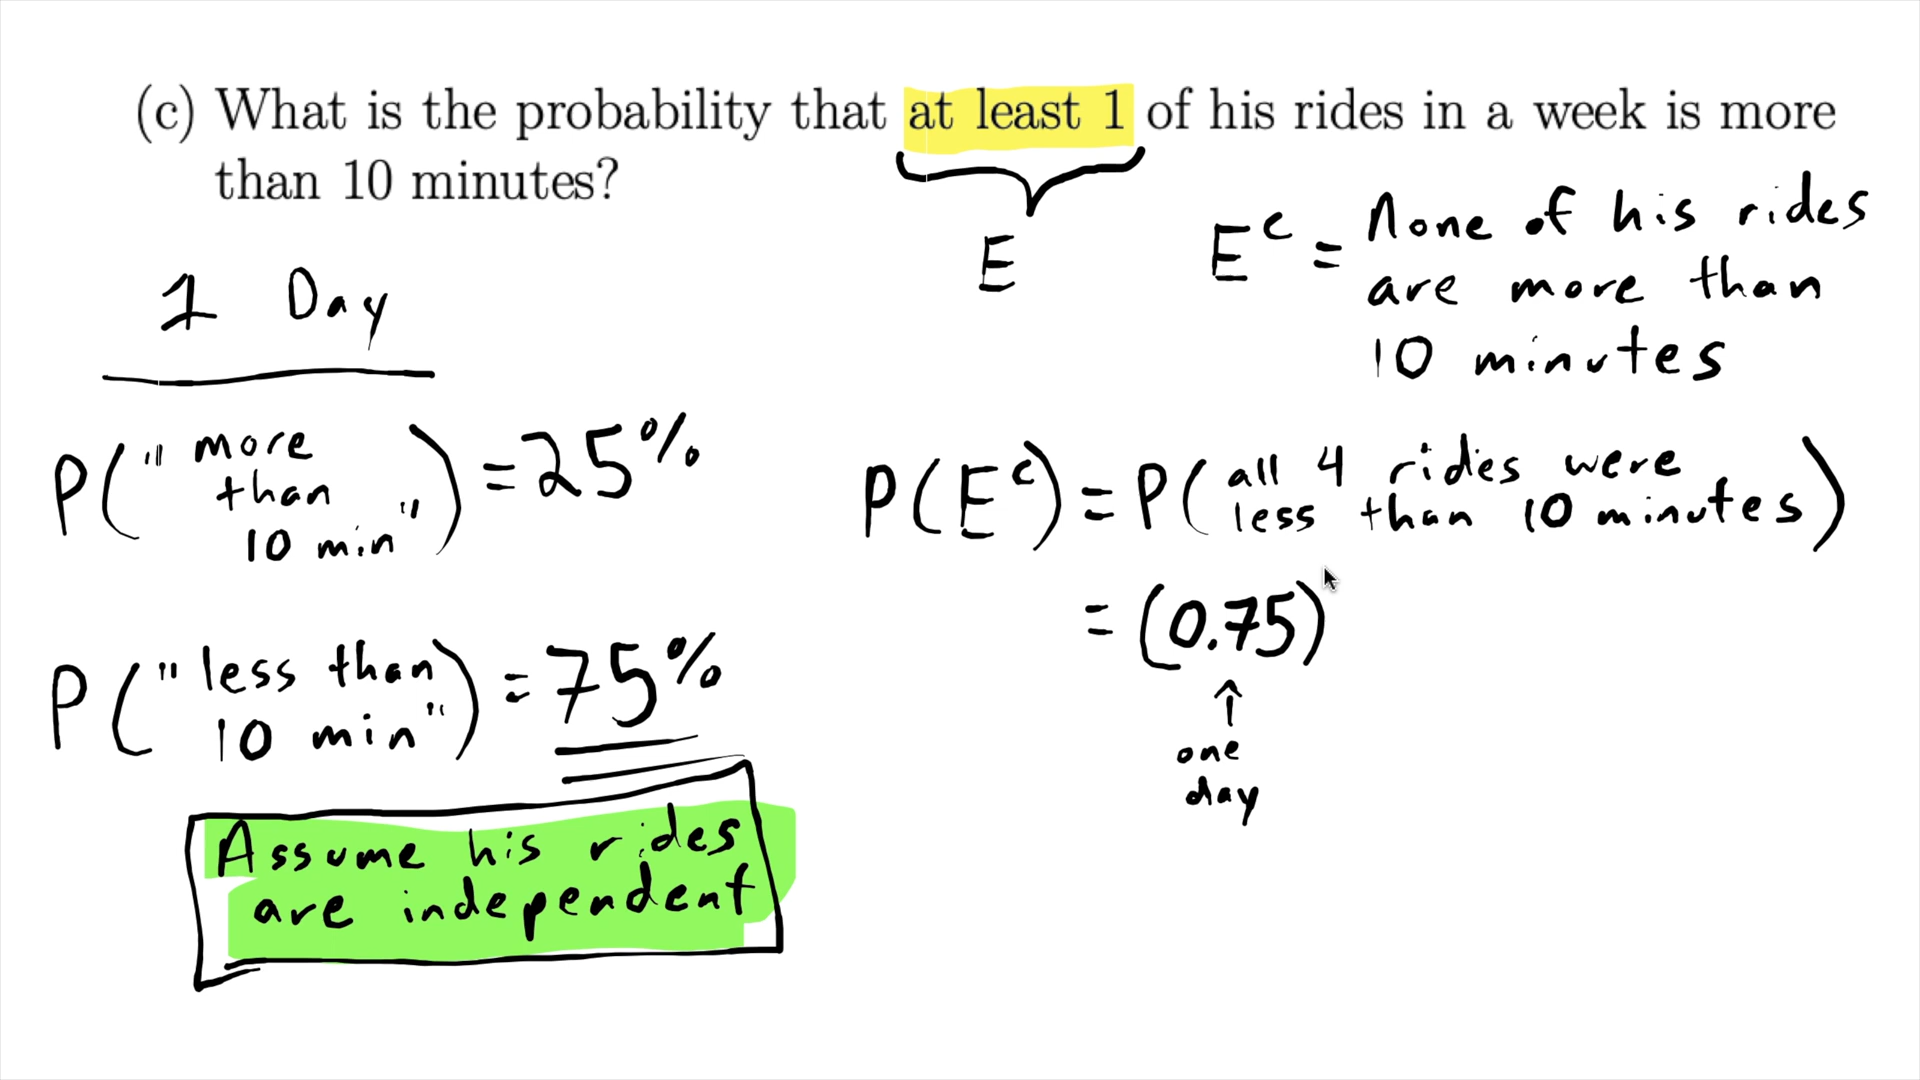 (c) What is the probability that at least 1 of his rides in a week is more
than 10 minutes?
E
E^c = None of his rides
are more than
10 minutes
1 Day
P("more
than
10 min") = 25%
P("less than
10 min") = 75%
Assume his rides
are independent
P(E^c) = P(all 4 rides were
less than 10 minutes)
= (0.75)
↑
one
day